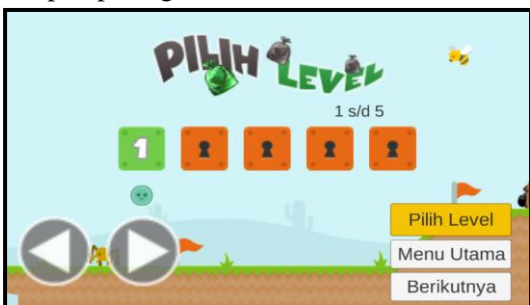 PILIH LEVEL
1 s/d 5
1
Pilih Level
Menu Utama
Berikutnya